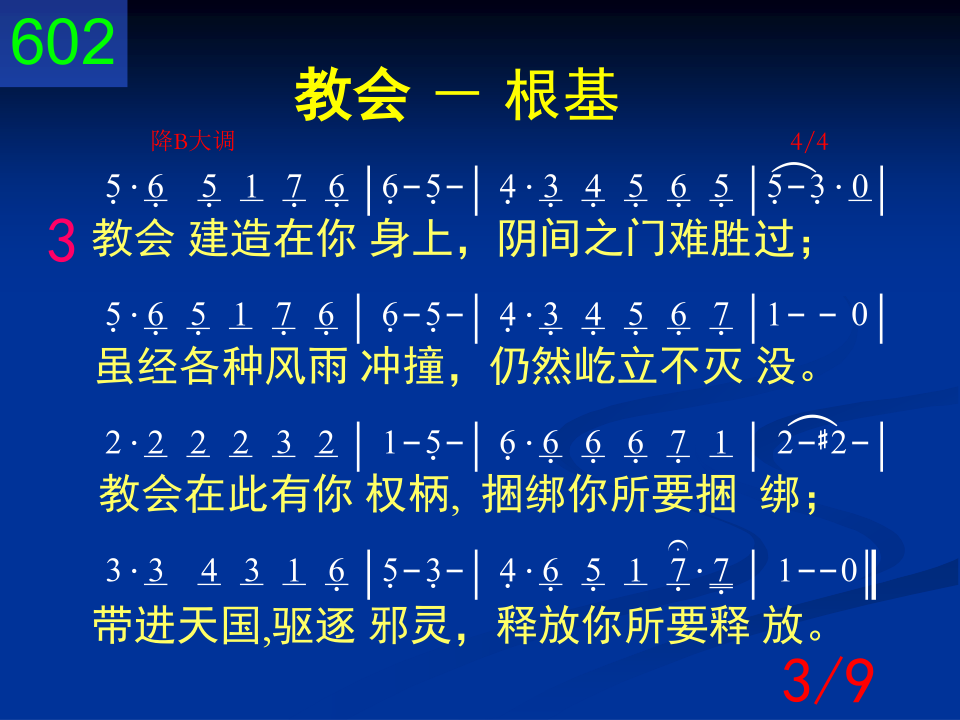 602
教会 － 根基
降B大调 4/4
5·6 5 1 7 6 | 6-5- | 4·3 4 5 6 5 | 5-3·0 |
3 教会 建造在你 身上，阴间之门难胜过；
5·6 5 1 7 6 | 6-5- | 4·3 4 5 6 7 | 1-- 0 |
虽经各种风雨 冲撞，仍然屹立不灭 没。
2·2 2 2 3 2 | 1-5- | 6·6 6 6 7 1 | 2-#2- |
教会在此有你 权柄, 捆绑你所要捆 绑；
3·3 4 3 1 6 | 5-3- | 4·6 5 1 7·7 | 1--0 ‖
带进天国,驱逐 邪灵，释放你所要释 放。
3/9